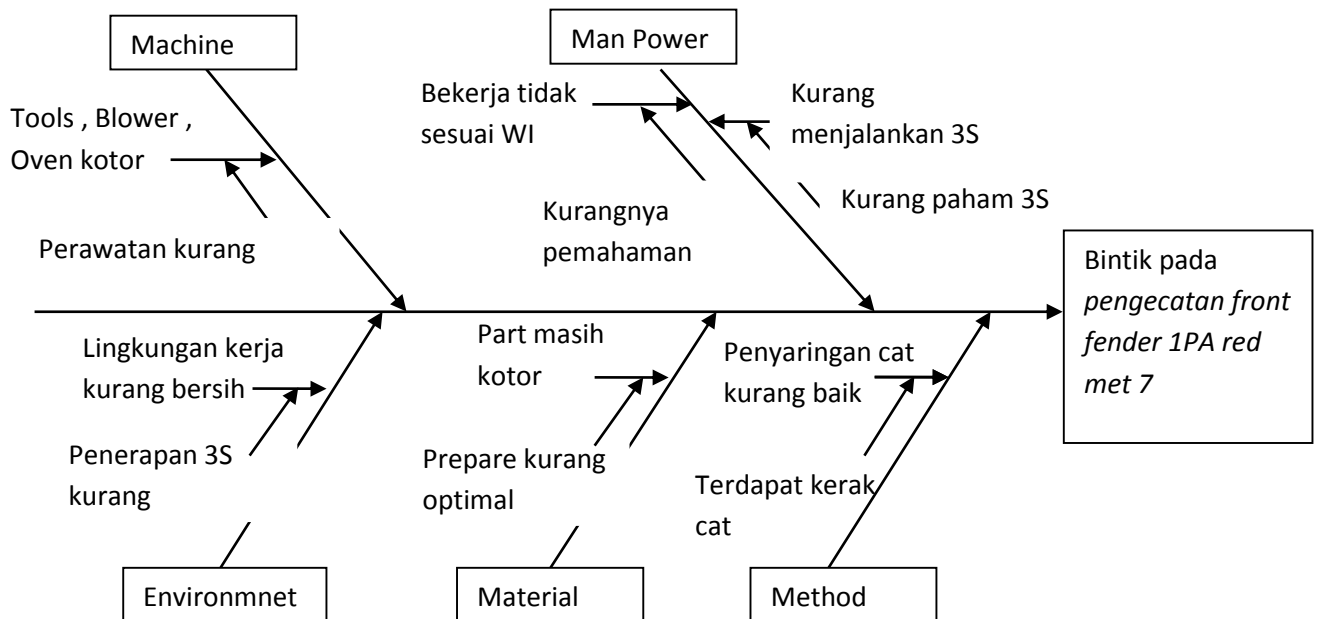 Machine
Man Power
Tools , Blower ,
Oven kotor
Bekerja tidak
sesuai WI
Kurang
menjalankan 3S
Perawatan kurang
Kurangnya
pemahaman
Kurang paham 3S
Bintik pada
pengecatan front
fender 1PA red
met 7
Lingkungan kerja
kurang bersih
Part masih
kotor
Penyaringan cat
kurang baik
Penerapan 3S
kurang
Prepare kurang
optimal
Terdapat kerak
cat
Environmnet
Material
Method